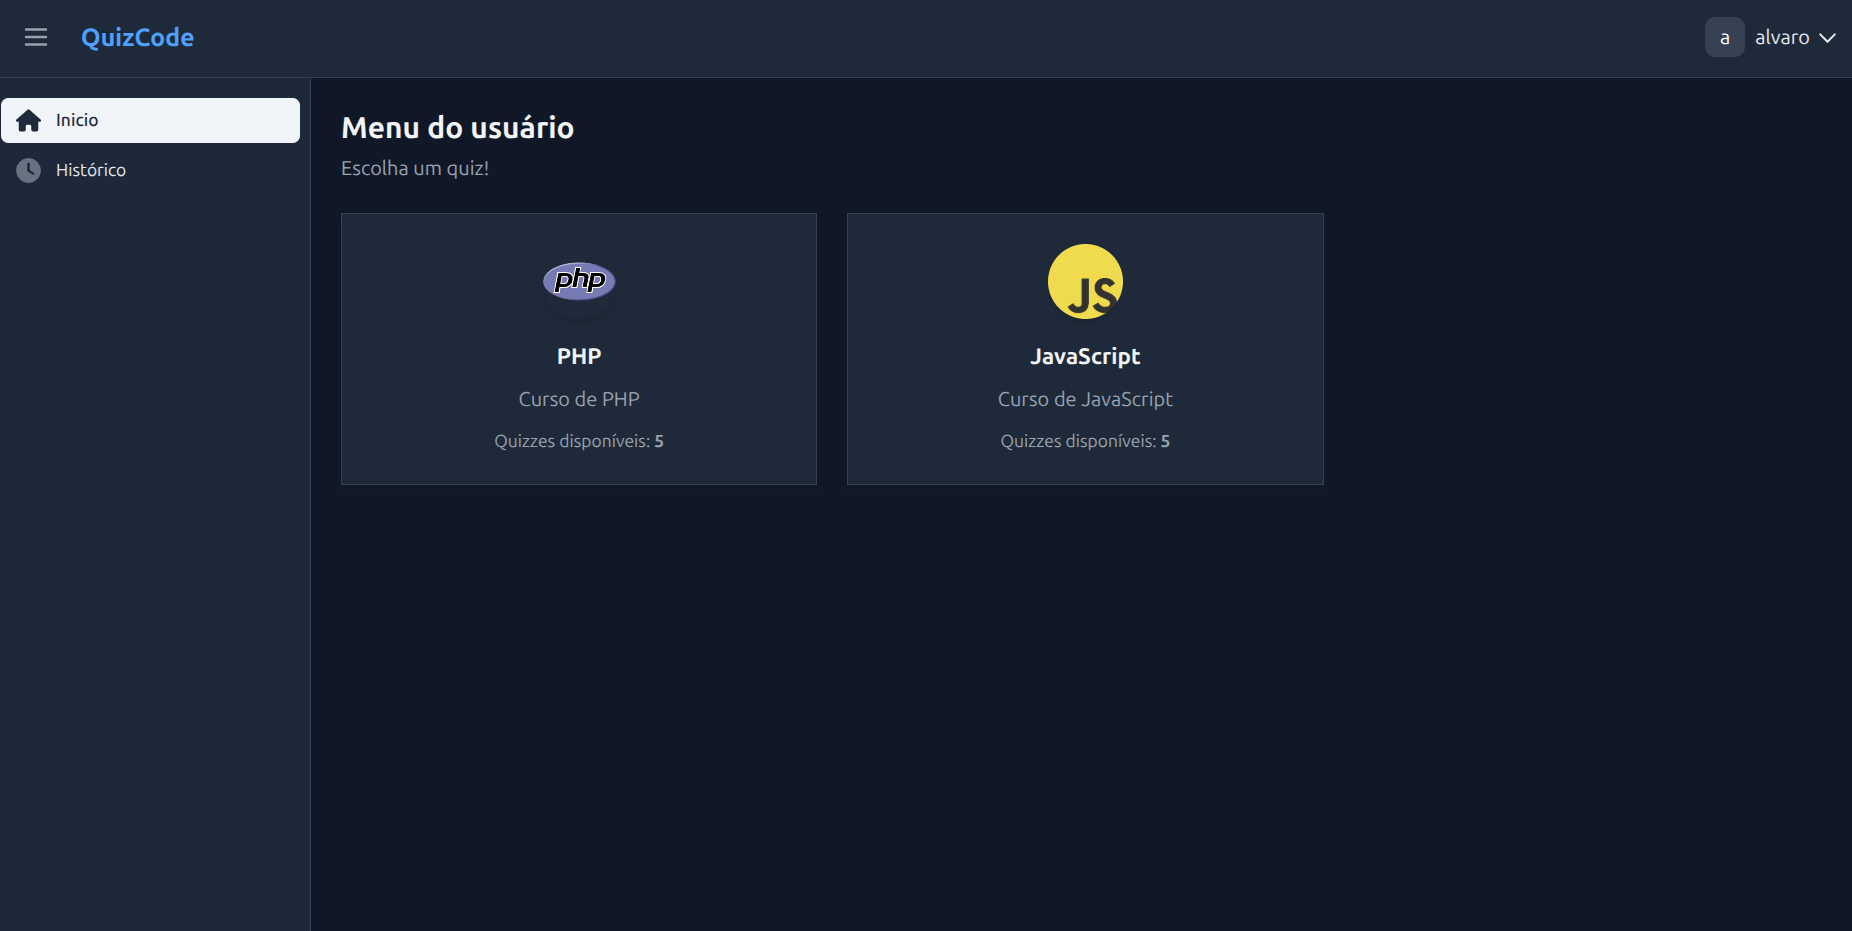 QuizCode
a alvaro
Inicio
Histórico
Menu do usuário
Escolha um quiz!
php
PHP
Curso de PHP
Quizzes disponíveis: 5
JS
JavaScript
Curso de JavaScript
Quizzes disponíveis: 5